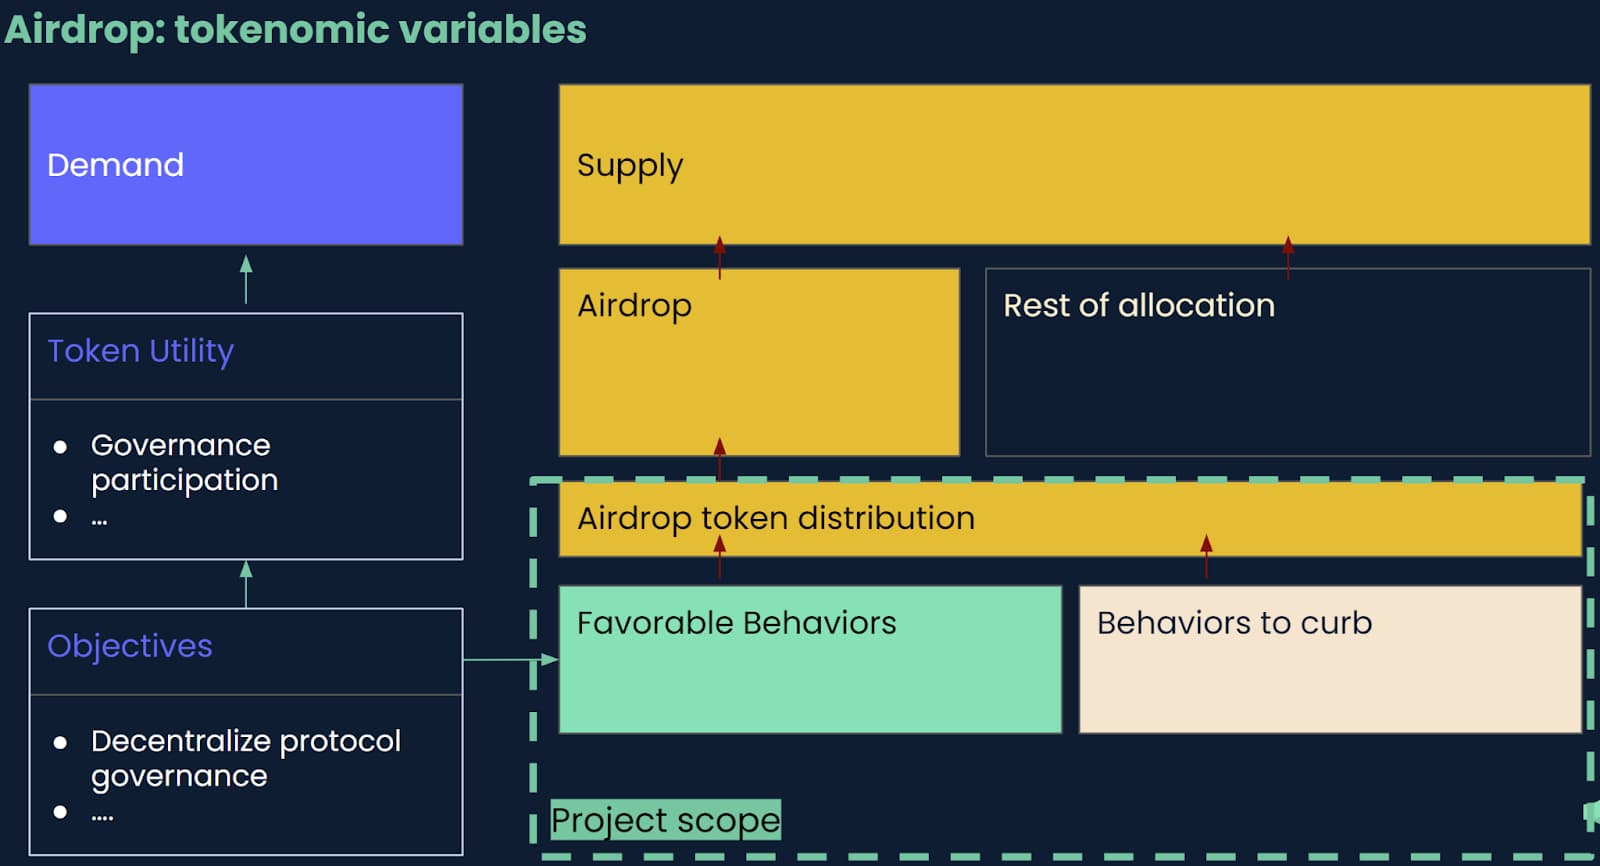 Airdrop: tokenomic variables
Demand
Supply
Airdrop
Rest of allocation
Token Utility
● Governance
participation
● ...
Airdrop token distribution
Favorable Behaviors
Behaviors to curb
Objectives
● Decentralize protocol
governance
● ....
Project scope